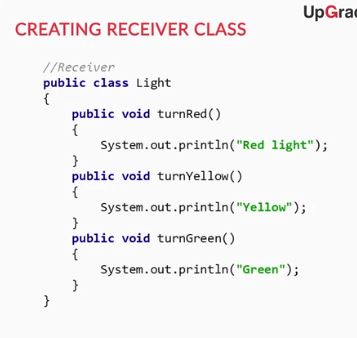 UpGrad
CREATING RECEIVER CLASS
//Receiver
public class Light
{
public void turnRed()
{
System.out.println("Red light");
}
public void turnYellow()
{
System.out.println("Yellow");
}
public void turnGreen()
{
System.out.println("Green");
}
}